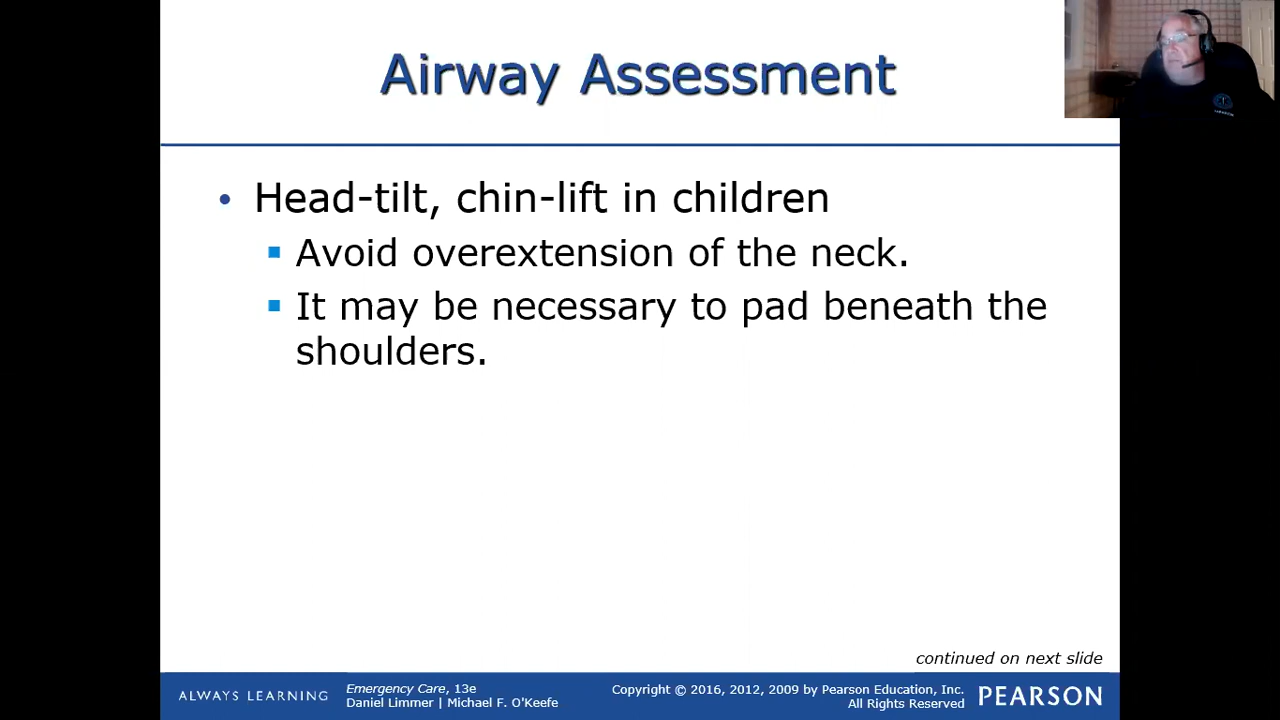 Airway Assessment
• Head-tilt, chin-lift in children
▪ Avoid overextension of the neck.
▪ It may be necessary to pad beneath the
shoulders.
continued on next slide
ALWAYS LEARNING
Emergency Care, 13e
Daniel Limmer | Michael F. O'Keefe
Copyright © 2016, 2012, 2009 by Pearson Education, Inc.
All Rights Reserved
PEARSON